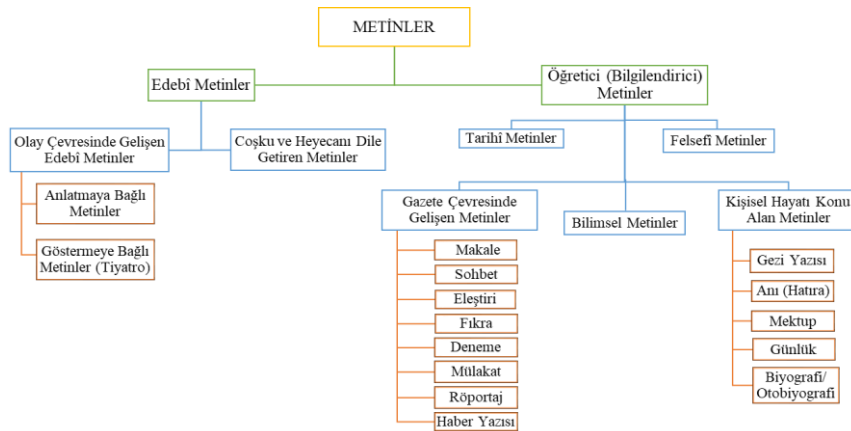 METİNLER
Edebî Metinler
Öğretici (Bilgilendirici)
Metinler
Olay Çevresinde Gelişen
Edebî Metinler
Coşku ve Heyecanı Dile
Getiren Metinler
Tarihî Metinler
Felsefî Metinler
Anlatmaya Bağlı
Metinler
Göstermeye Bağlı
Metinler (Tiyatro)
Gazete Çevresinde
Gelişen Metinler
Bilimsel Metinler
Kişisel Hayatı Konu
Alan Metinler
Makale
Sohbet
Eleştiri
Fıkra
Deneme
Mülakat
Röportaj
Haber Yazısı
Gezi Yazısı
Anı (Hatıra)
Mektup
Günlük
Biyografi/
Otobiyografi